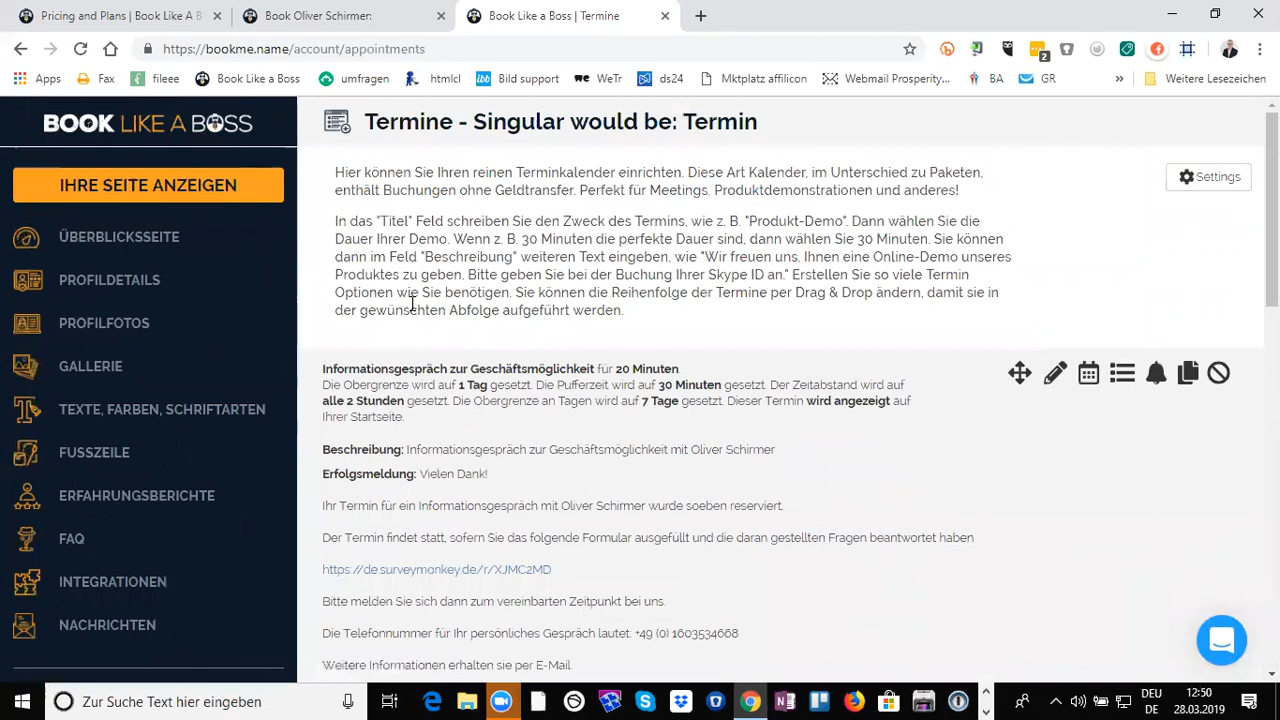 Pricing and Plans | Book Like A B
Book Oliver Schirmer:
Book Like a Boss | Termine
https://bookme.name/account/appointments
2
Apps
Fax
fileee
Book Like a Boss
umfragen
htmlcl
ibb
Bild support
WeTr
ds24
Mktplatz affilicon
Webmail Prosperity...
BA
GR
»
Weitere Lesezeichen
BOOK LIKE A BOSS
IHRE SEITE ANZEIGEN
ÜBERBLICKSSEITE
PROFILDETAILS
PROFILFOTOS
GALLERIE
TEXTE, FARBEN, SCHRIFTARTEN
FUSSZEILE
ERFAHRUNGSBERICHTE
FAQ
INTEGRATIONEN
NACHRICHTEN
Termine - Singular would be: Termin
Settings
Hier können Sie Ihren reinen Terminkalender einrichten. Diese Art Kalender, im Unterschied zu Paketen,
enthält Buchungen ohne Geldtransfer. Perfekt für Meetings. Produktdemonstrations und anderes!
In das "Titel" Feld schreiben Sie den Zweck des Termins, wie z. B. "Produkt-Demo". Dann wählen Sie die
Dauer Ihrer Demo. Wenn z. B. 30 Minuten die perfekte Dauer sind, dann wählen Sie 30 Minuten. Sie können
dann im Feld "Beschreibung" weiteren Text eingeben, wie "Wir freuen uns, Ihnen eine Online-Demo unseres
Produktes zu geben. Bitte geben Sie bei der Buchung Ihrer Skype ID an." Erstellen Sie so viele Termin
Optionen wie Sie benötigen. Sie können die Reihenfolge der Termine per Drag & Drop ändern, damit sie in
der gewünschten Abfolge aufgeführt werden.
Informationsgespräch zur Geschäftsmöglichkeit für 20 Minuten.
Die Obergrenze wird auf 1 Tag gesetzt. Die Pufferzeit wird auf 30 Minuten gesetzt. Der Zeitabstand wird auf
alle 2 Stunden gesetzt. Die Obergrenze an Tagen wird auf 7 Tage gesetzt. Dieser Termin wird angezeigt auf
Ihrer Startseite.
Beschreibung: Informationsgespräch zur Geschäftsmöglichkeit mit Oliver Schirmer
Erfolgsmeldung: Vielen Dank!
Ihr Termin für ein Informationsgespräch mit Oliver Schirmer wurde soeben reserviert.
Der Termin findet statt, sofern Sie das folgende Formular ausgefüllt und die daran gestellten Fragen beantwortet haben
https://de.surveymonkey.de/r/XJMC2MD
Bitte melden Sie sich dann zum vereinbarten Zeitpunkt bei uns.
Die Telefonnummer für Ihr persönliches Gespräch lautet: +49 (0) 1603534668
Weitere Informationen erhalten sie per E-Mail.
Zur Suche Text hier eingeben
DEU
DE
12:50
28.03.2019